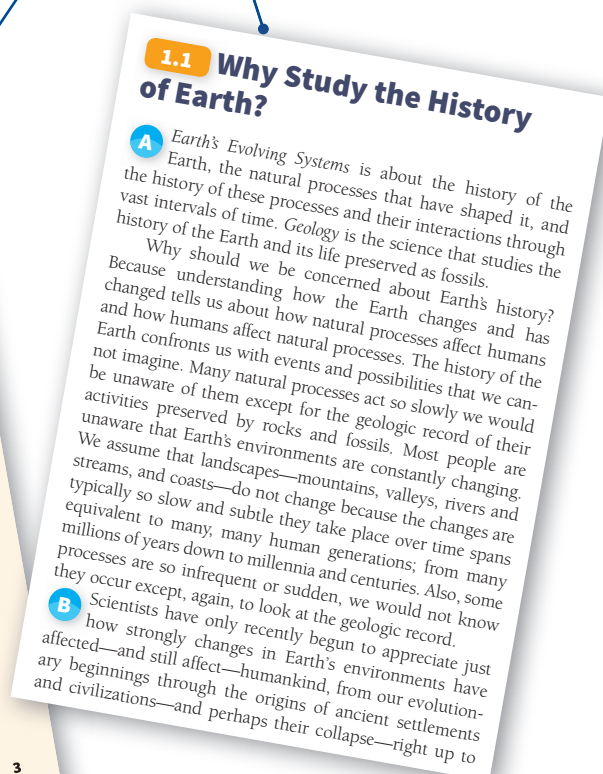 1.1 Why Study the History
of Earth?
A Earth's Evolving Systems is about the history of the
Earth, the natural processes that have shaped it, and
the history of these processes and their interactions through
vast intervals of time. Geology is the science that studies the
history of the Earth and its life preserved as fossils.
Why should we be concerned about Earth's history?
Because understanding how the Earth changes and has
changed tells us about how natural processes affect humans
and how humans affect natural processes. The history of the
Earth confronts us with events and possibilities that we can-
not imagine. Many natural processes act so slowly we would
be unaware of them except for the geologic record of their
activities preserved by rocks and fossils. Most people are
unaware that Earth's environments are constantly changing.
We assume that landscapes—mountains, valleys, rivers and
streams, and coasts—do not change because the changes are
typically so slow and subtle they take place over time spans
equivalent to many, many human generations; from many
millions of years down to millennia and centuries. Also, some
processes are so infrequent or sudden, we would not know
they occur except, again, to look at the geologic record.
B Scientists have only recently begun to appreciate just
how strongly changes in Earth's environments have
affected—and still affect—humankind, from our evolution-
ary beginnings through the origins of ancient settlements
and civilizations—and perhaps their collapse—right up to
3